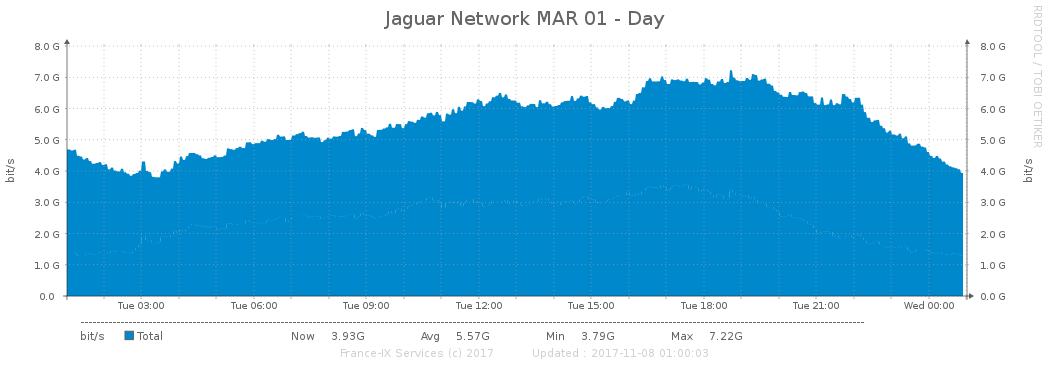 Jaguar Network MAR 01 - Day
RRDTOOL / TOBI OETIKER
8.0 G 8.0 G
7.0 G 7.0 G
6.0 G 6.0 G
5.0 G 5.0 G
4.0 G 4.0 G
3.0 G 3.0 G
2.0 G 2.0 G
1.0 G 1.0 G
0.0 0.0 G
bit/s bit/s
Tue 03:00 Tue 06:00 Tue 09:00 Tue 12:00 Tue 15:00 Tue 18:00 Tue 21:00 Wed 00:00
bit/s Total Now 3.93G Avg 5.57G Min 3.79G Max 7.22G
France-IX Services (c) 2017 Updated : 2017-11-08 01:00:03